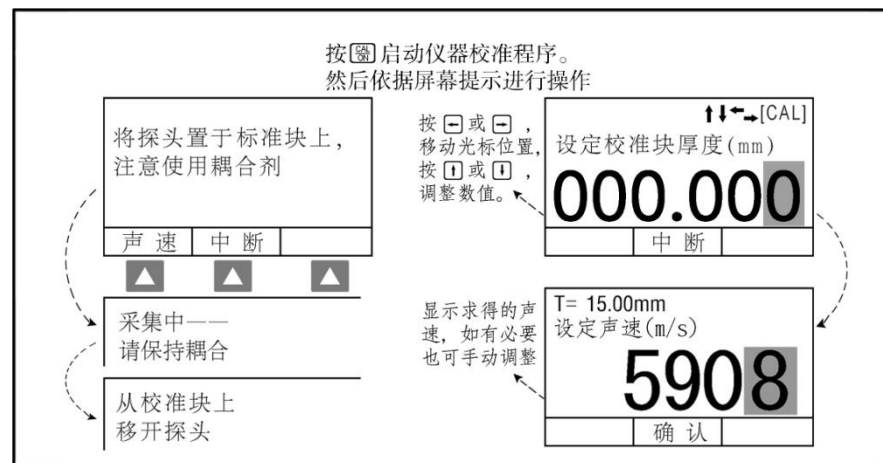 按[CAL ON]启动仪器校准程序。
然后依据屏幕提示进行操作
将探头置于标准块上，
注意使用耦合剂
声速 中断
采集中——
请保持耦合
从校准块上
移开探头
按←或→，
移动光标位置，
按↑或↓，
调整数值。
↑↓←→[CAL]
设定校准块厚度(mm)
000.000
中断
显示求得的声
速，如有必要
也可手动调整
T= 15.00mm
设定声速(m/s)
5908
确认